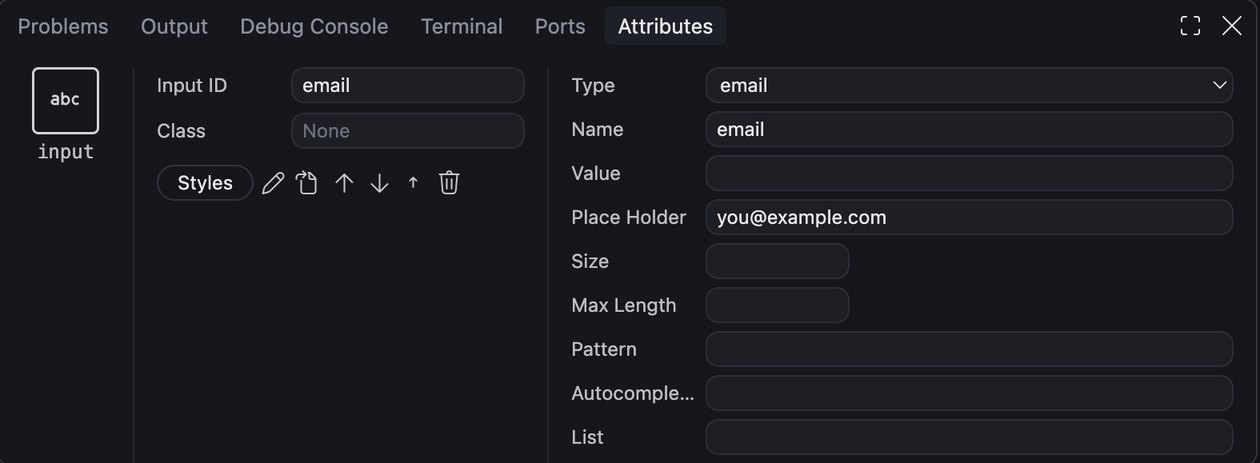 Problems Output Debug Console Terminal Ports Attributes
abc
input
Input ID email
Class None
Styles
Type email
Name email
Value
Place Holder you@example.com
Size
Max Length
Pattern
Autocomple...
List